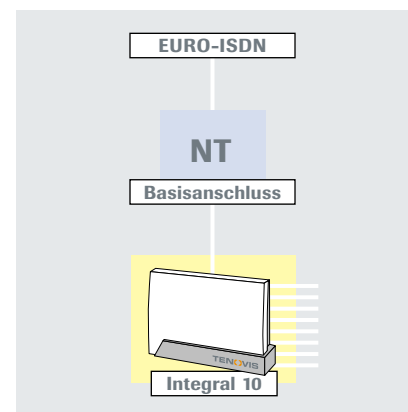 EURO-ISDN
NT
Basisanschluss
TENOVIS
Integral 10